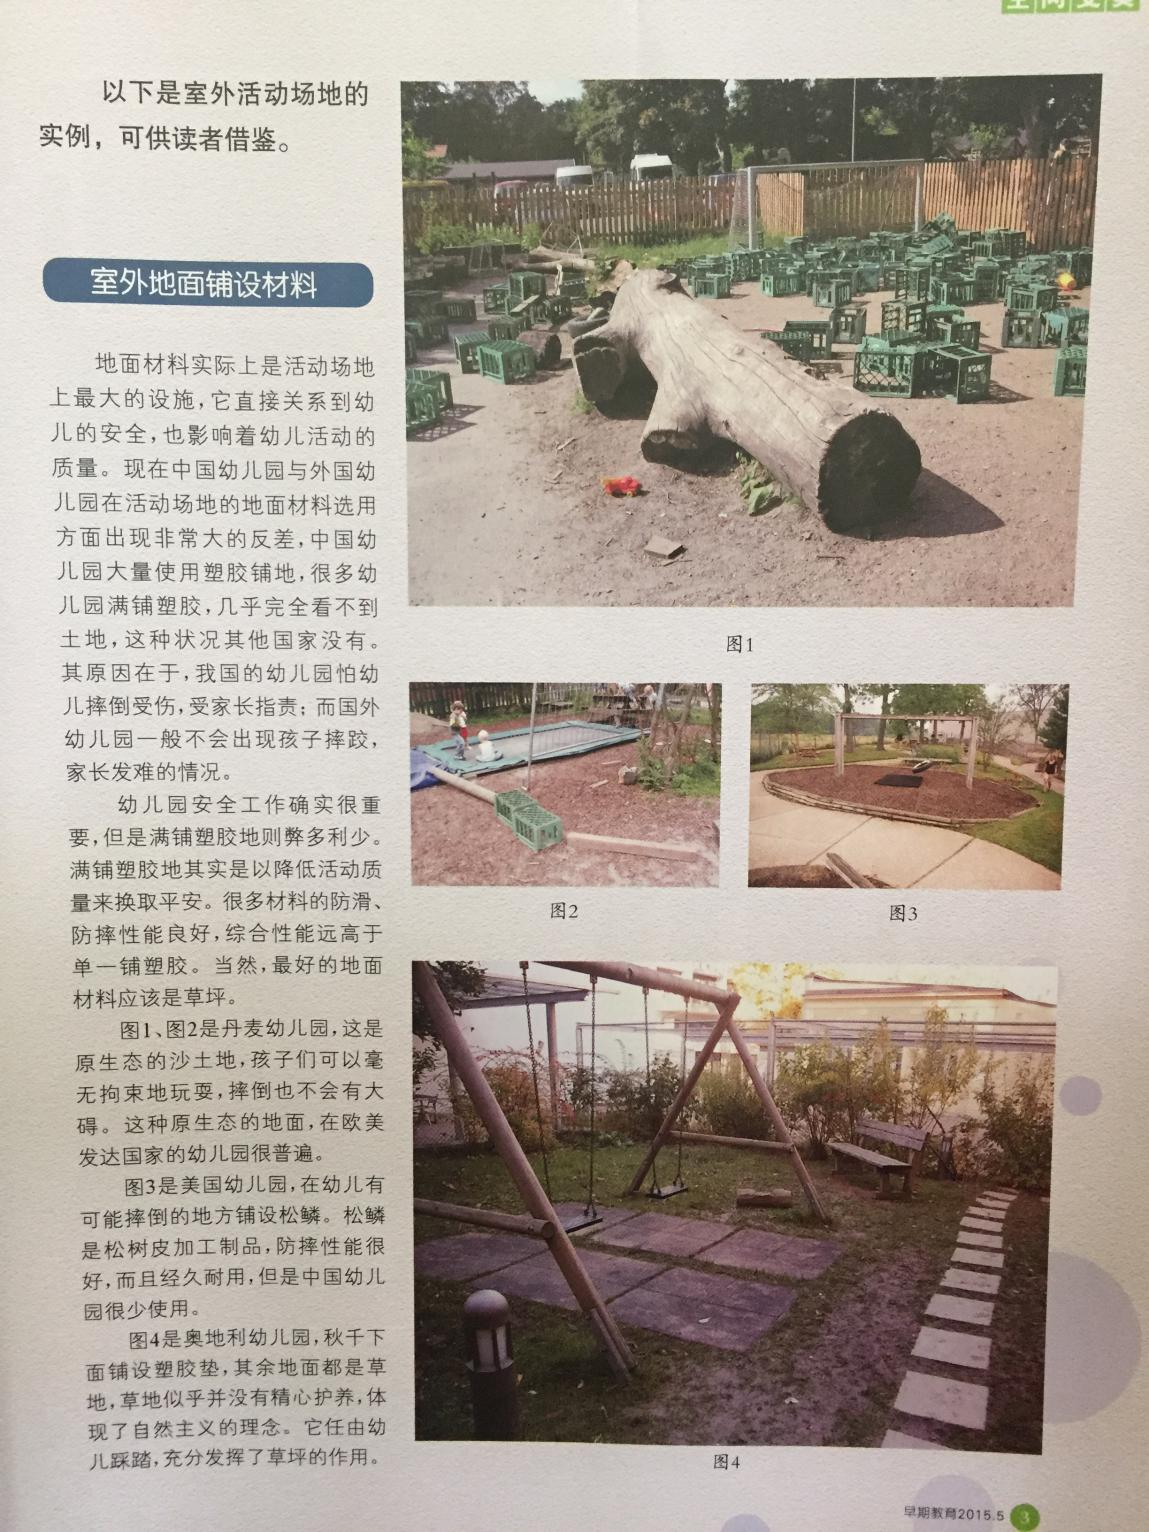 以下是室外活动场地的
实例，可供读者借鉴。
室外地面铺设材料
地面材料实际上是活动场地
上最大的设施，它直接关系到幼
儿的安全，也影响着幼儿活动的
质量。现在中国幼儿园与外国幼
儿园在活动场地的地面材料选用
方面出现非常大的反差，中国幼
儿园大量使用塑胶铺地，很多幼
儿园满铺塑胶，几乎完全看不到
土地，这种状况其他国家没有。
其原因在于，我国的幼儿园怕幼
儿摔倒受伤，受家长指责；而国外
幼儿园一般不会出现孩子摔跤，
家长发难的情况。
幼儿园安全工作确实很重
要，但是满铺塑胶地则弊多利少。
满铺塑胶地其实是以降低活动质
量来换取平安。很多材料的防滑、
防摔性能良好，综合性能远高于
单一铺塑胶。当然，最好的地面
材料应该是草坪。
图1、图2是丹麦幼儿园，这是
原生态的沙土地，孩子们可以毫
无拘束地玩耍，摔倒也不会有大
碍。这种原生态的地面，在欧美
发达国家的幼儿园很普遍。
图3是美国幼儿园，在幼儿有
可能摔倒的地方铺设松鳞。松鳞
是松树皮加工制品，防摔性能很
好，而且经久耐用，但是中国幼儿
园很少使用。
图4是奥地利幼儿园，秋千下
面铺设塑胶垫，其余地面都是草
地，草地似乎并没有精心护养，体
现了自然主义的理念。它任由幼
儿踩踏，充分发挥了草坪的作用。
图1
图2
图3
图4
早期教育2015.5 3